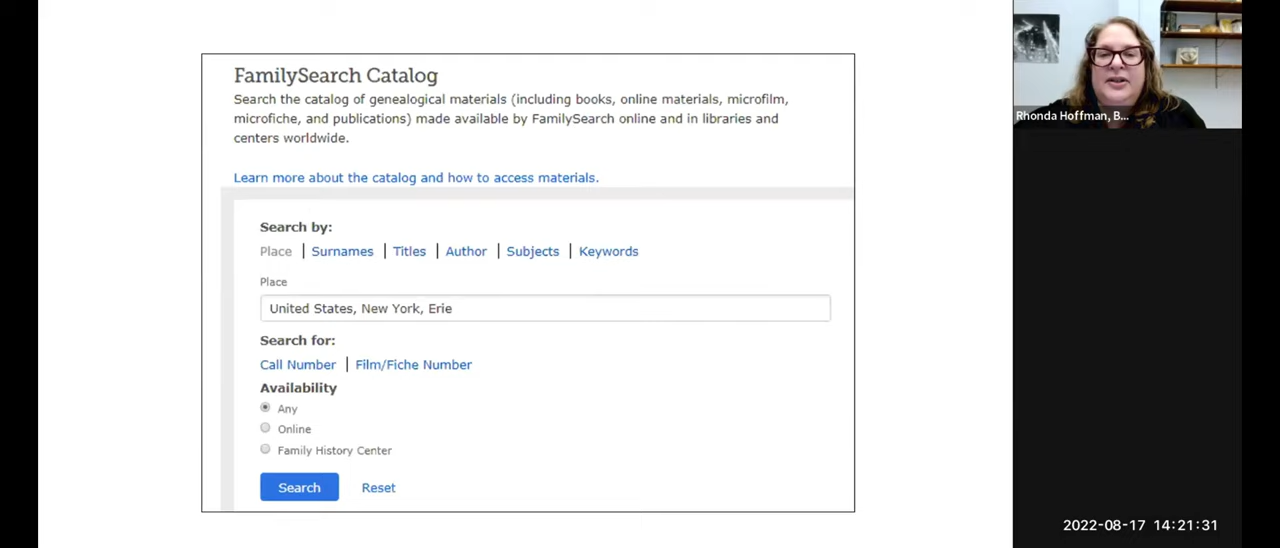 FamilySearch Catalog
Search the catalog of genealogical materials (including books, online materials, microfilm,
microfiche, and publications) made available by FamilySearch online and in libraries and
centers worldwide.
Learn more about the catalog and how to access materials.
Search by:
Place | Surnames | Titles | Author | Subjects | Keywords
Place
United States, New York, Erie
Search for:
Call Number | Film/Fiche Number
Availability
Any
Online
Family History Center
Search Reset
Rhonda Hoffman, B...
2022-08-17 14:21:31